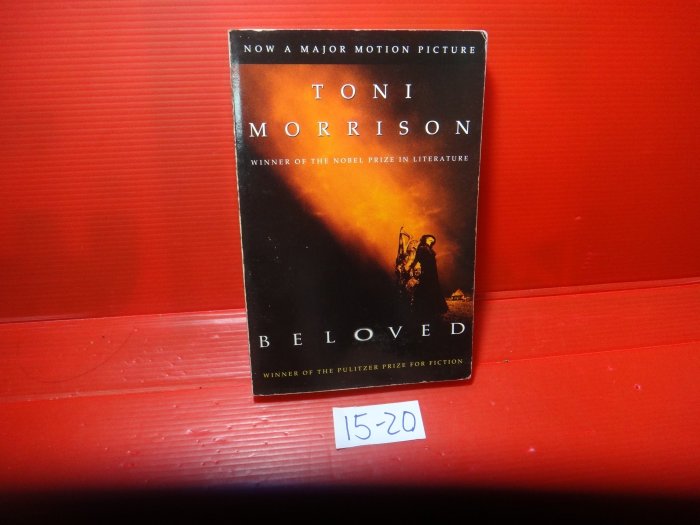 NOW A MAJOR MOTION PICTURE
TONI
MORRISON
WINNER OF THE NOBEL PRIZE IN LITERATURE
BELOVED
WINNER OF THE PULITZER PRIZE FOR FICTION
15-20